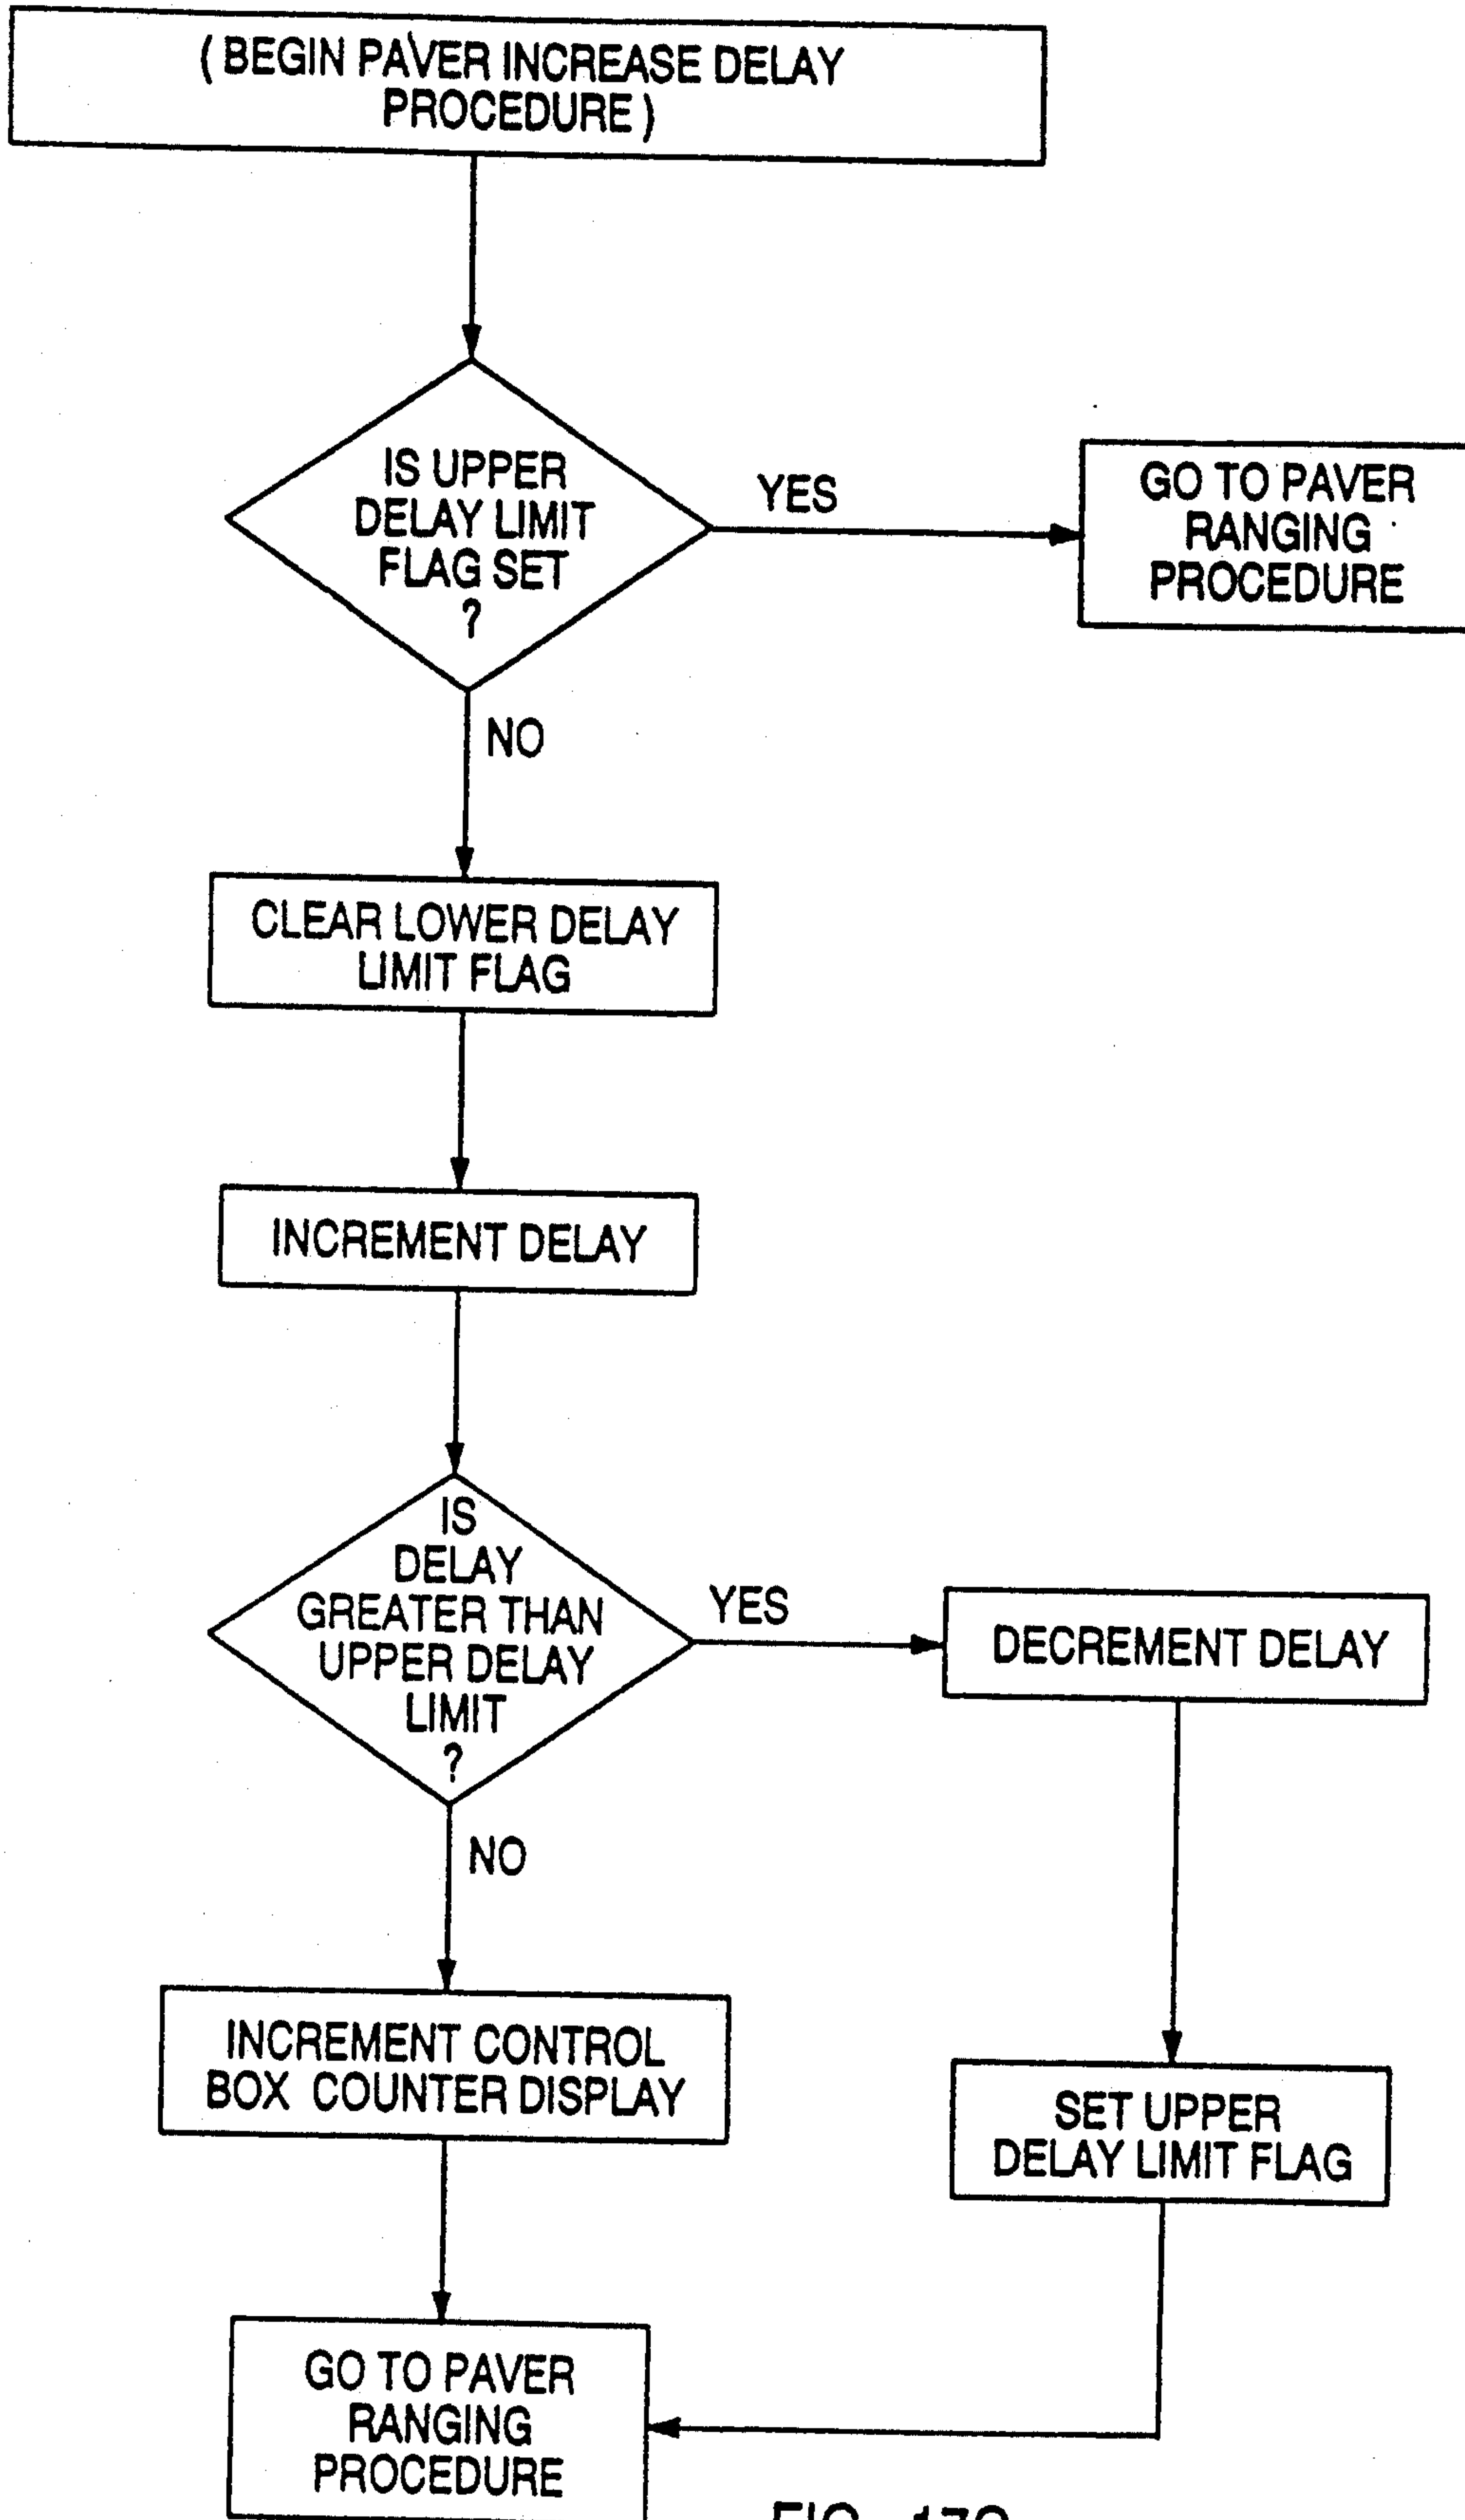 ( BEGIN PAVER INCREASE DELAY
PROCEDURE )
IS UPPER
DELAY LIMIT
FLAG SET
?
YES
GO TO PAVER
RANGING
PROCEDURE
NO
CLEAR LOWER DELAY
LIMIT FLAG
INCREMENT DELAY
IS
DELAY
GREATER THAN
UPPER DELAY
LIMIT
?
YES
DECREMENT DELAY
NO
INCREMENT CONTROL
BOX COUNTER DISPLAY
SET UPPER
DELAY LIMIT FLAG
GO TO PAVER
RANGING
PROCEDURE